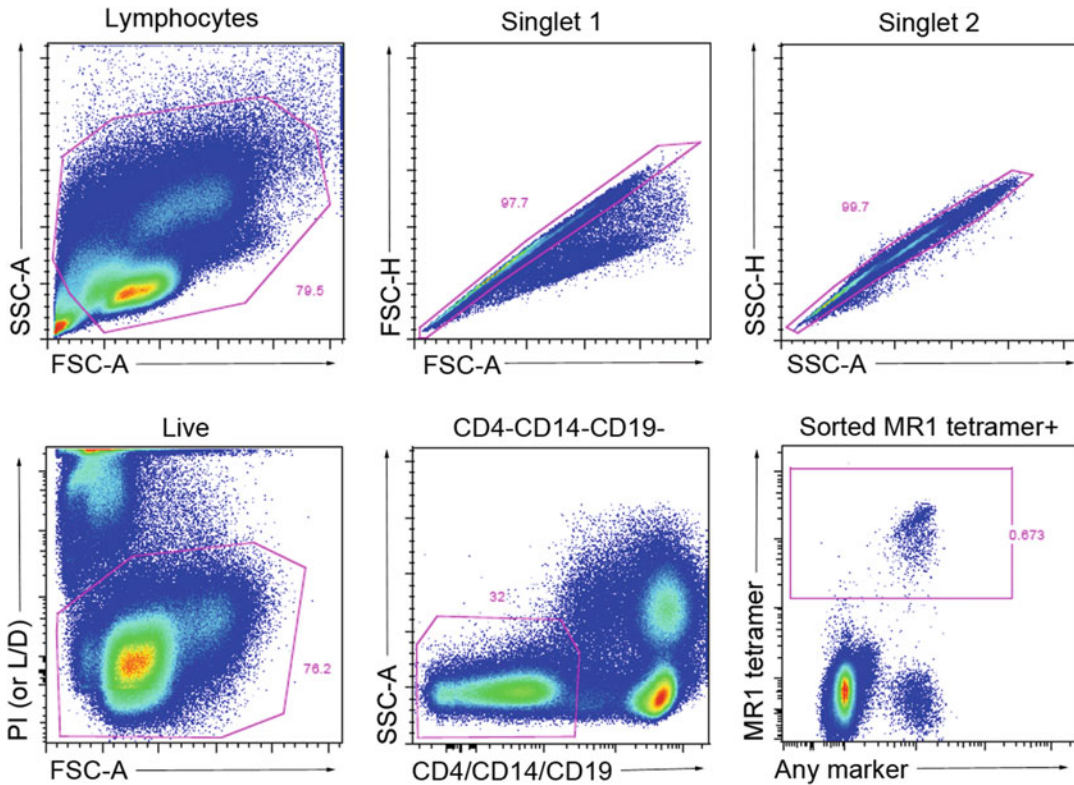 Lymphocytes
Singlet 1
Singlet 2
SSC-A
79.5
FSC-A
FSC-H
97.7
FSC-A
SSC-H
99.7
SSC-A
Live
CD4-CD14-CD19-
Sorted MR1 tetramer+
PI (or L/D)
76.2
FSC-A
SSC-A
32
CD4/CD14/CD19
MR1 tetramer
0.673
Any marker